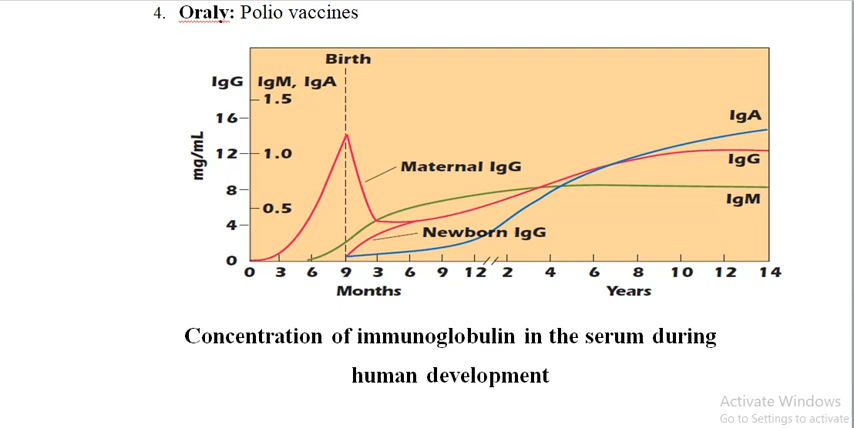 4. Oraly: Polio vaccines
Birth
IgG IgM, IgA
1.5
16
IgA
12
1.0
IgG
mg/mL
Maternal IgG
8
0.5
IgM
4
Newborn IgG
0
0 3 6 9 3 6 9 12 2 4 6 8 10 12 14
Months Years
Concentration of immunoglobulin in the serum during
human development
Activate Windows
Go to Settings to activate